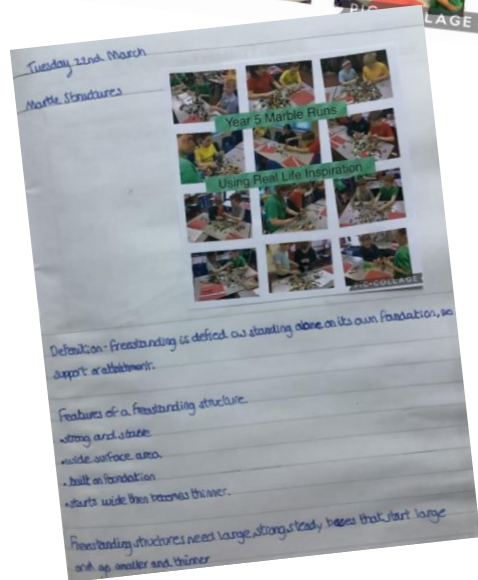 PIC•COLLAGE
Tuesday 22nd March
Marble Structures
Year 5 Marble Runs
Using Real Life Inspiration
PIC•COLLAGE
Definition - freestanding is defined as standing alone on its own foundation, no
support or attachment.
Features of a freestanding structure.
•strong and stable
•wide surface area.
•built on foundation
•starts wide then becomes thinner.
Freestanding structures need large, strong, steady bases that start large
and go smaller and thinner